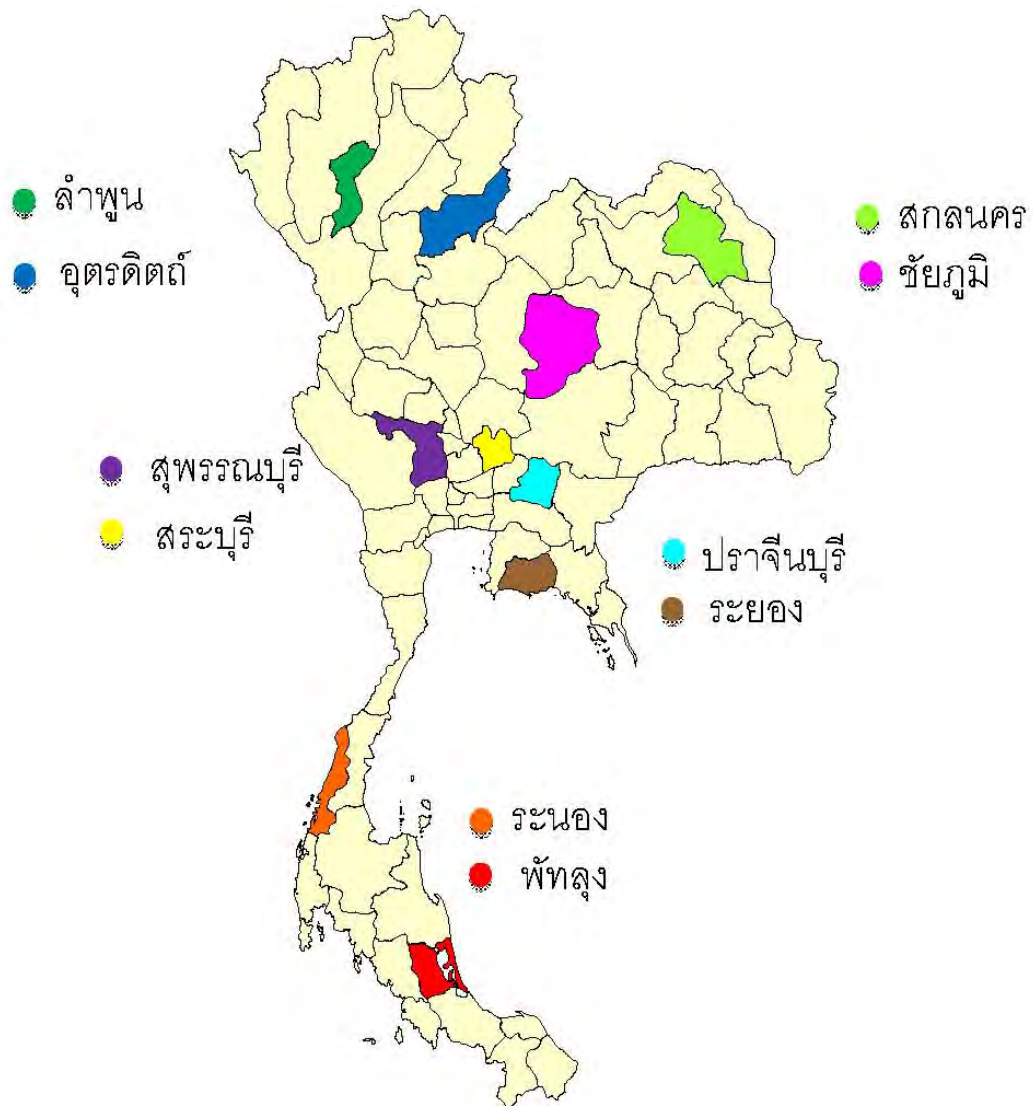 ลำพูน
อุตรดิตถ์
สกลนคร
ชัยภูมิ
สุพรรณบุรี
สระบุรี
ปราจีนบุรี
ระยอง
ระนอง
พัทลุง